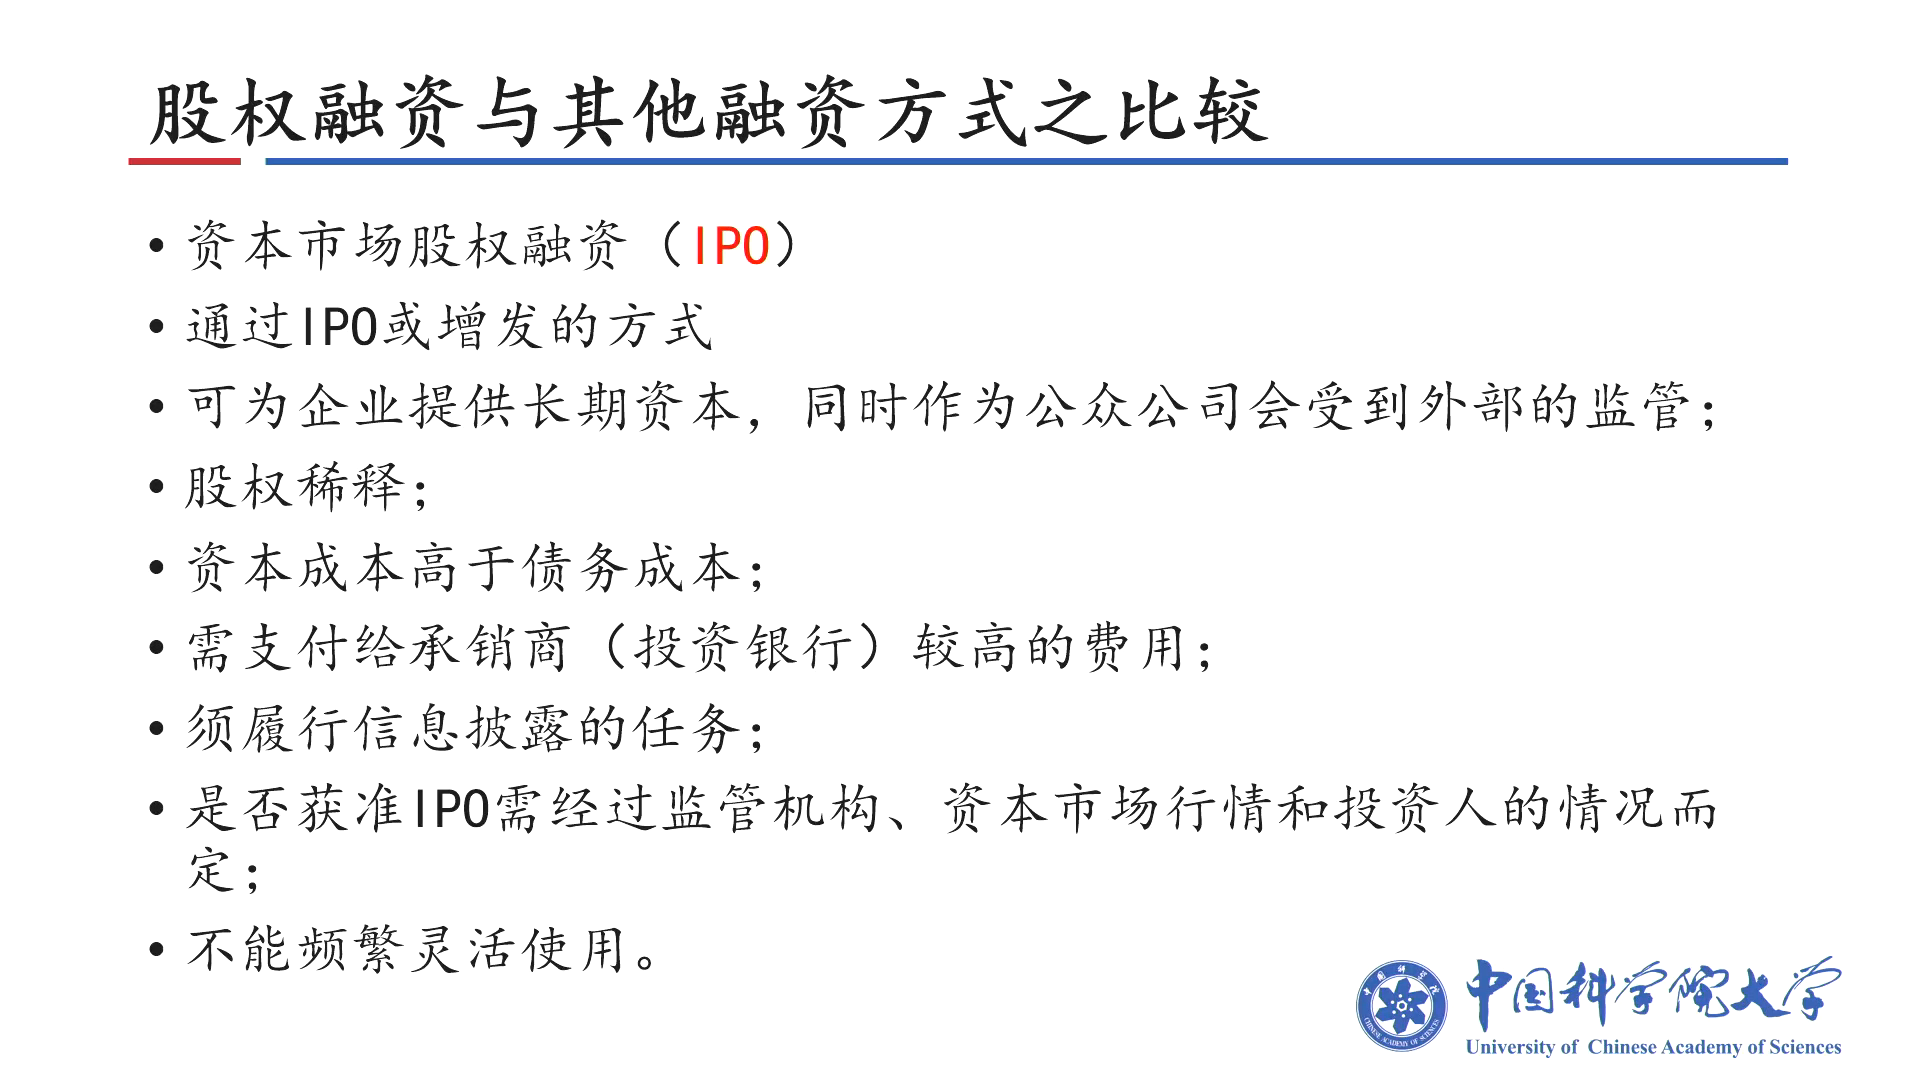 股权融资与其他融资方式之比较
• 资本市场股权融资（IPO）
• 通过IPO或增发的方式
• 可为企业提供长期资本，同时作为公众公司会受到外部的监管；
• 股权稀释；
• 资本成本高于债务成本；
• 需支付给承销商（投资银行）较高的费用；
• 须履行信息披露的任务；
• 是否获准IPO需经过监管机构、资本市场行情和投资人的情况而
定；
• 不能频繁灵活使用。
中国科学院大学
University of Chinese Academy of Sciences